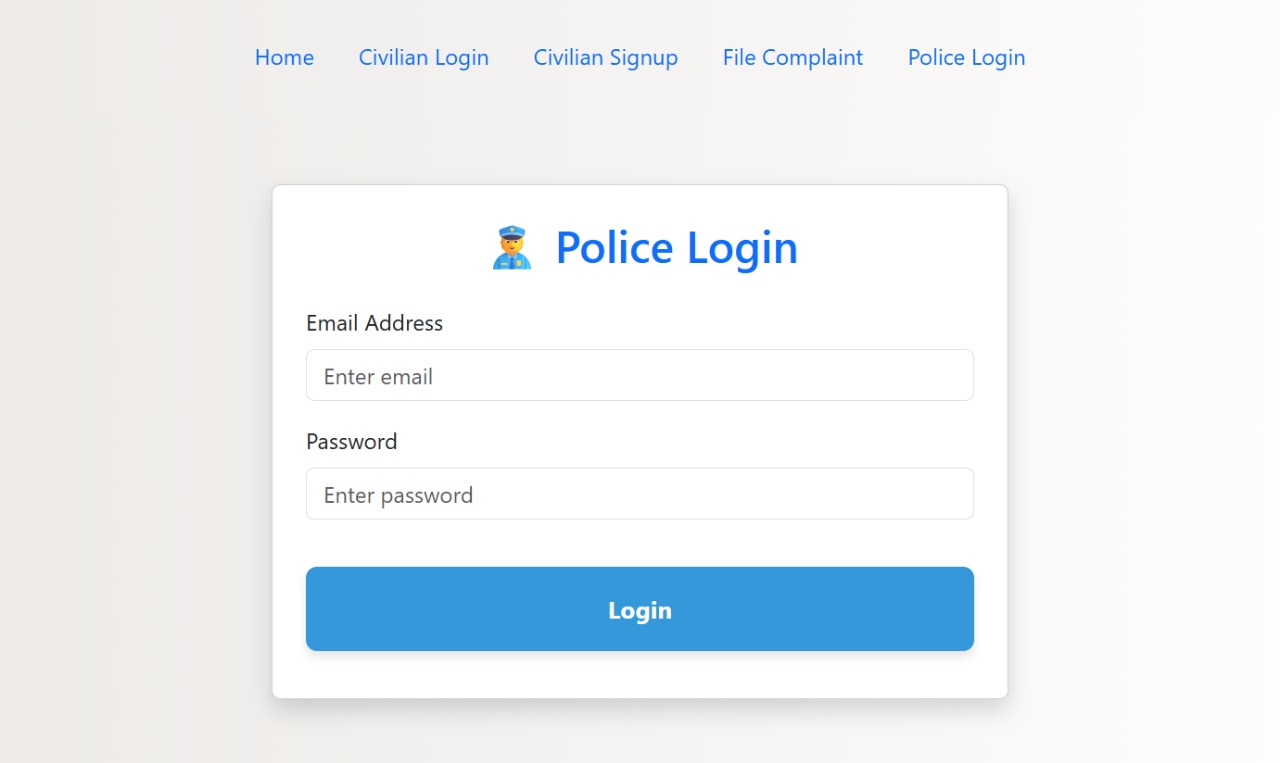 Home Civilian Login Civilian Signup File Complaint Police Login
Police Login
Email Address
Enter email
Password
Enter password
Login